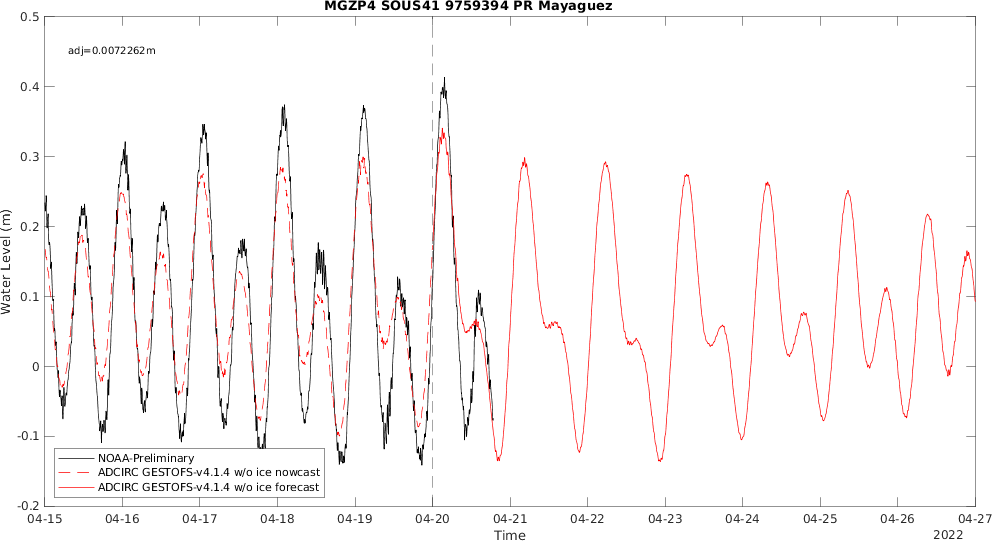 MGZP4 SOUS41 9759394 PR Mayaguez
adj=0.0072262m
0.5
0.4
0.3
0.2
0.1
0
-0.1
-0.2
Water Level (m)
NOAA-Preliminary
ADCIRC GESTOFS-v4.1.4 w/o ice nowcast
ADCIRC GESTOFS-v4.1.4 w/o ice forecast
04-15 04-16 04-17 04-18 04-19 04-20 04-21 04-22 04-23 04-24 04-25 04-26 04-27
Time
2022